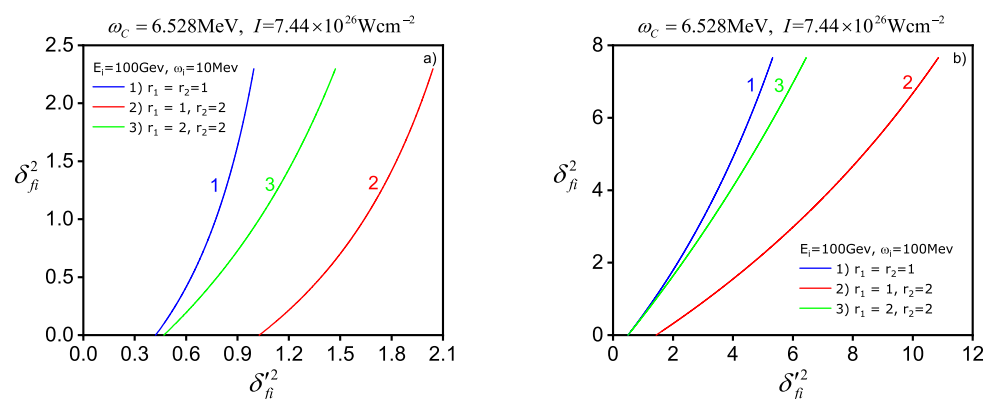 ω_C = 6.528MeV, I=7.44×10^26 Wcm^−2
a)
E_i=100Gev, ω_i=10Mev
1) r_1 = r_2=1
2) r_1 = 1, r_2=2
3) r_1 = 2, r_2=2
1
3
2
δ_fi^2
2.5
2.0
1.5
1.0
0.5
0.0
0.0 0.3 0.6 0.9 1.2 1.5 1.8 2.1
δ′_fi^2
ω_C = 6.528MeV, I=7.44×10^26 Wcm^−2
b)
1
3
2
E_i=100Gev, ω_i=100Mev
1) r_1 = r_2=1
2) r_1 = 1, r_2=2
3) r_1 = 2, r_2=2
δ_fi^2
8
6
4
2
0
0 2 4 6 8 10 12
δ′_fi^2